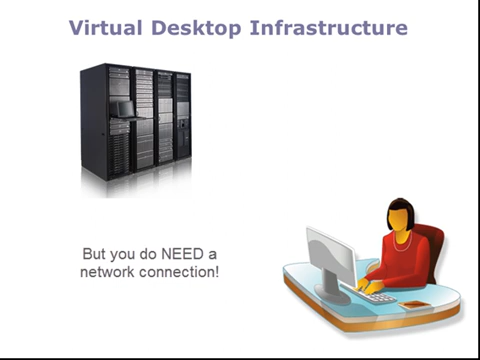 Virtual Desktop Infrastructure
But you do NEED a
network connection!